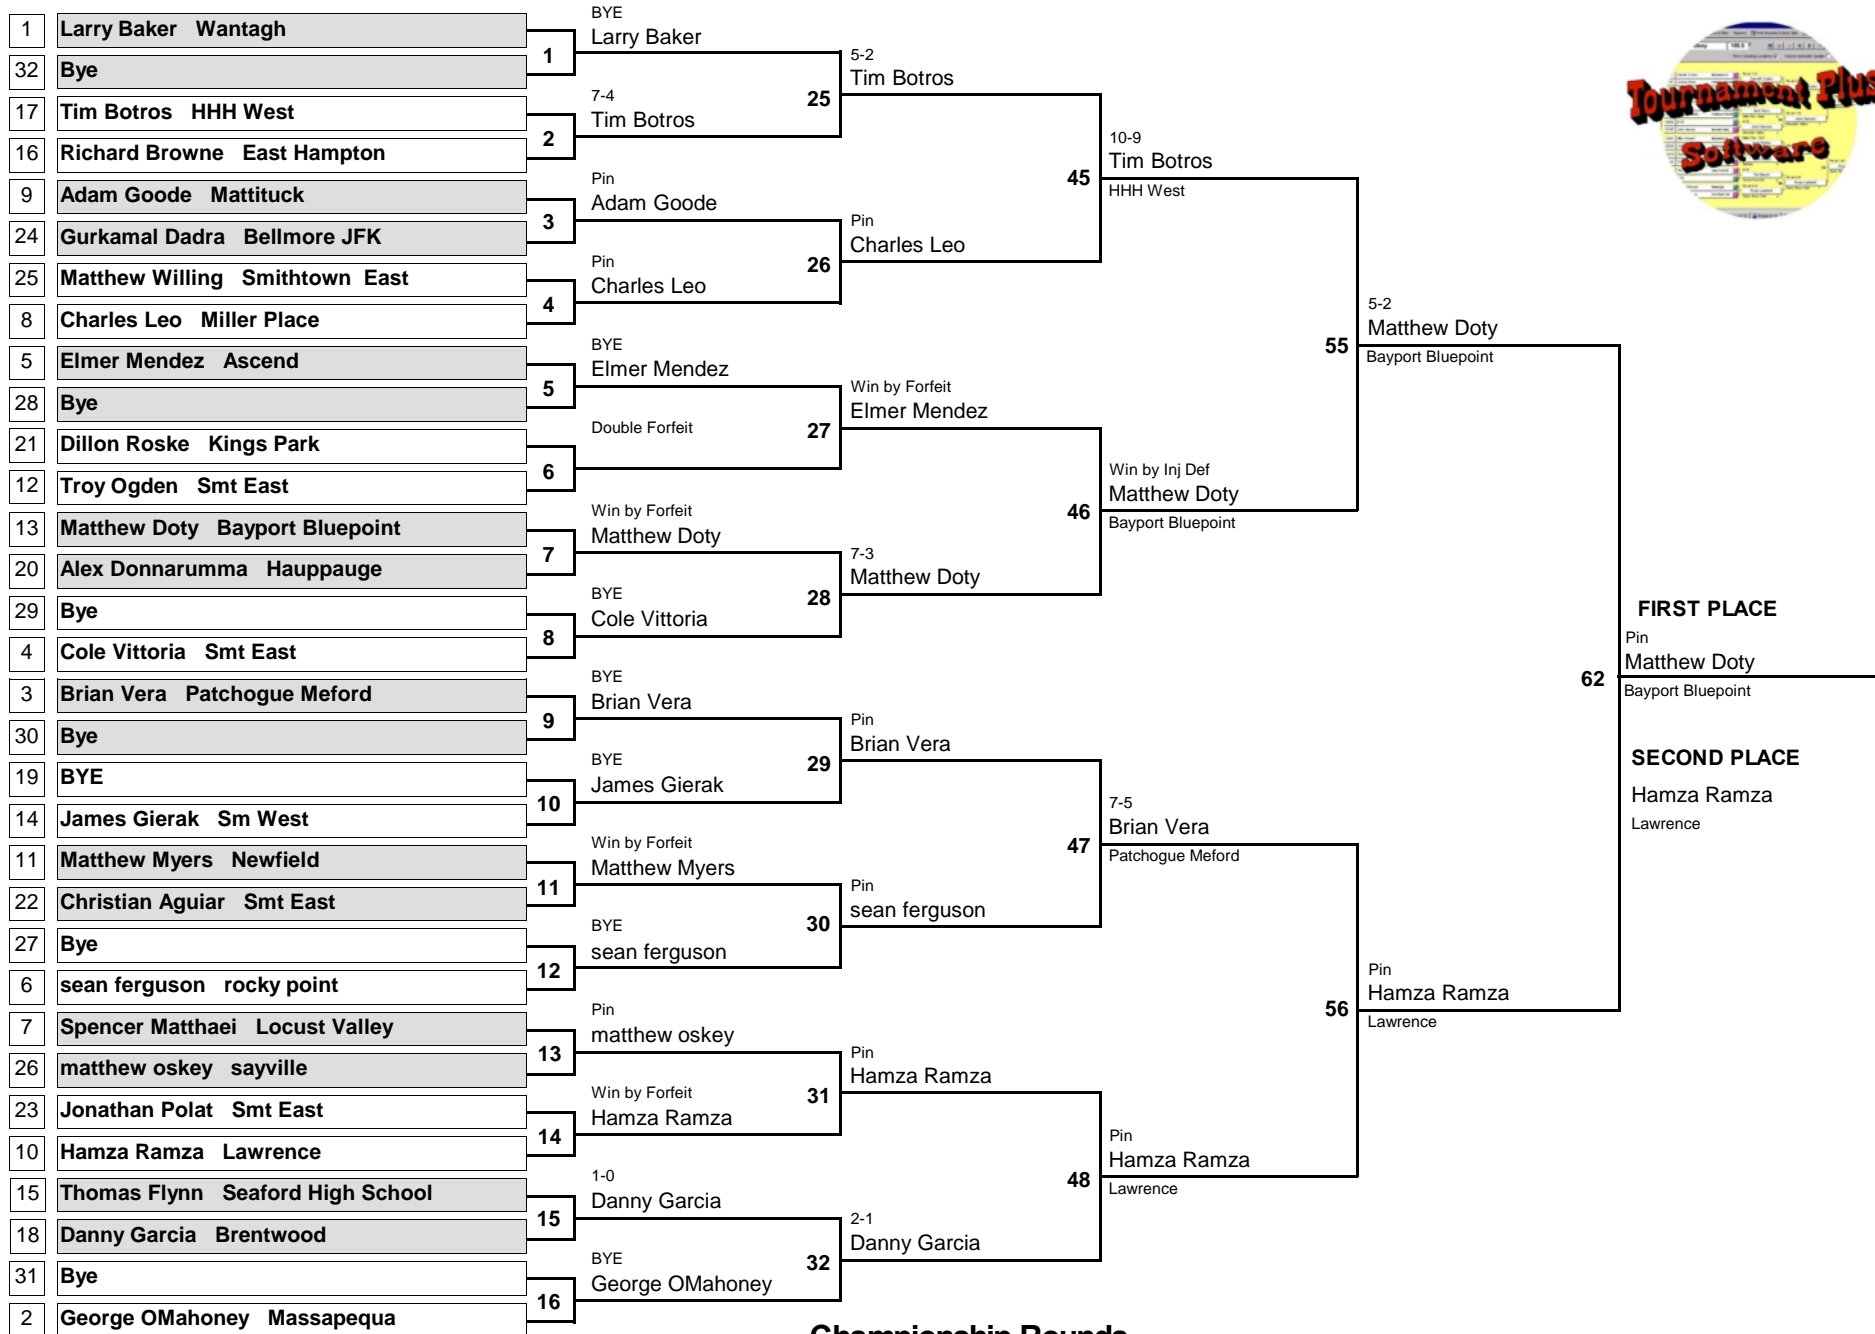 1 Larry Baker Wantagh
32 Bye
17 Tim Botros HHH West
16 Richard Browne East Hampton
9 Adam Goode Mattituck
24 Gurkamal Dadra Bellmore JFK
25 Matthew Willing Smithtown East
8 Charles Leo Miller Place
5 Elmer Mendez Ascend
28 Bye
21 Dillon Roske Kings Park
12 Troy Ogden Smt East
13 Matthew Doty Bayport Bluepoint
20 Alex Donnarumma Hauppauge
29 Bye
4 Cole Vittoria Smt East
3 Brian Vera Patchogue Meford
30 Bye
19 BYE
14 James Gierak Sm West
11 Matthew Myers Newfield
22 Christian Aguiar Smt East
27 Bye
6 sean ferguson rocky point
7 Spencer Matthaei Locust Valley
26 matthew oskey sayville
23 Jonathan Polat Smt East
10 Hamza Ramza Lawrence
15 Thomas Flynn Seaford High School
18 Danny Garcia Brentwood
31 Bye
2 George OMahoney Massapequa
1
2
3
4
5
6
7
8
9
10
11
12
13
14
15
16
BYE
Larry Baker
7-4
Tim Botros
Pin
Adam Goode
Pin
Charles Leo
BYE
Elmer Mendez
Double Forfeit
Win by Forfeit
Matthew Doty
BYE
Cole Vittoria
BYE
Brian Vera
BYE
James Gierak
Win by Forfeit
Matthew Myers
BYE
sean ferguson
Pin
matthew oskey
Win by Forfeit
Hamza Ramza
1-0
Danny Garcia
BYE
George OMahoney
25
26
27
28
29
30
31
32
5-2
Tim Botros
Pin
Charles Leo
Win by Forfeit
Elmer Mendez
7-3
Matthew Doty
Pin
Brian Vera
Pin
sean ferguson
Pin
Hamza Ramza
2-1
Danny Garcia
45
46
47
48
10-9
Tim Botros
HHH West
Win by Inj Def
Matthew Doty
Bayport Bluepoint
7-5
Brian Vera
Patchogue Meford
Pin
Hamza Ramza
Lawrence
55
56
5-2
Matthew Doty
Bayport Bluepoint
Pin
Hamza Ramza
Lawrence
62
FIRST PLACE
Pin
Matthew Doty
Bayport Bluepoint
SECOND PLACE
Hamza Ramza
Lawrence
Tournament Plus
Software
Championship Rounds